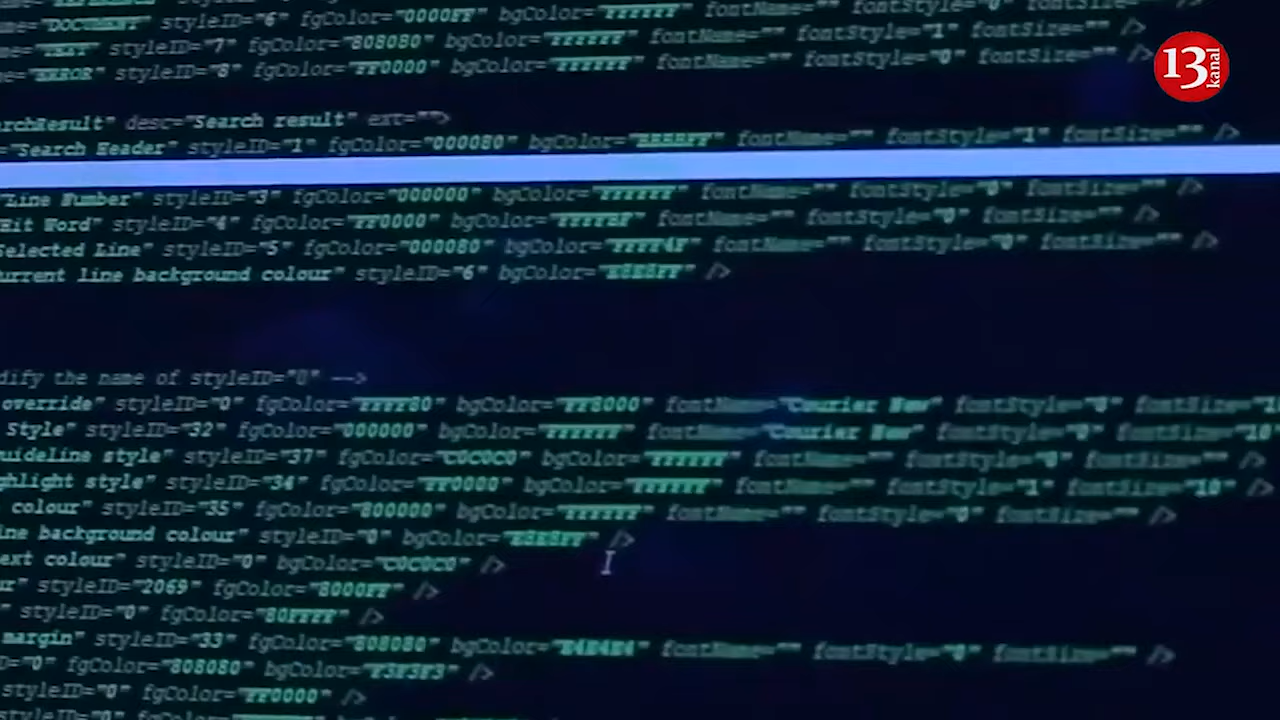 "DOCUMENT" styleID="6" fgColor="0000FF" bgColor="FFFFFF" fontName="" fontStyle="0" fontSize="" />
"TEXT" styleID="7" fgColor="808080" bgColor="FFFFFF" fontName="" fontStyle="1" fontSize="" />
"ERROR" styleID="8" fgColor="FF0000" bgColor="FFFFFF" fontName="" fontStyle="0" fontSize="" />
13 kanal
desc="Search result" ext="">
="Search Header" styleID="1" fgColor="000080" bgColor="BBBBFF" fontName="" fontStyle="1" fontSize="" />
"Line Number" styleID="3" fgColor="000000" bgColor="FFFFFF" fontName="" fontStyle="0" fontSize="" />
Hit Word" styleID="4" fgColor="FF0000" bgColor="FFFFBF" fontName="" fontStyle="0" fontSize="" />
Selected Line" styleID="5" fgColor="000080" bgColor="FFFF4F" fontName="" fontStyle="0" fontSize="" />
urrent line background colour" styleID="6" bgColor="E8E8FF" />
dify the name of styleID="0" -->
override" styleID="0" fgColor="FFFF80" bgColor="FF8000" fontName="Courier New" fontStyle="0" fontSize="1
Style" styleID="32" fgColor="000000" bgColor="FFFFFF" fontName="Courier New" fontStyle="0" fontSize="10"
uideline style" styleID="37" fgColor="C0C0C0" bgColor="FFFFFF" fontName="" fontStyle="0" fontSize="" />
ghlight style" styleID="34" fgColor="FF0000" bgColor="FFFFFF" fontName="" fontStyle="1" fontSize="10" />
colour" styleID="35" fgColor="800000" bgColor="FFFFFF" fontName="" fontStyle="0" fontSize="" />
ine background colour" styleID="0" bgColor="E8E8FF" />
ext colour" styleID="0" bgColor="C0C0C0" />
ur" styleID="2069" fgColor="8000FF" />
" styleID="0" fgColor="80FFFF" />
margin" styleID="33" fgColor="808080" bgColor="E4E4E4" fontName="" fontStyle="0" fontSize="" />
D="0" fgColor="808080" bgColor="F3F3F3" />
styleID="0" fgColor="FF0000" />
styleID="0"